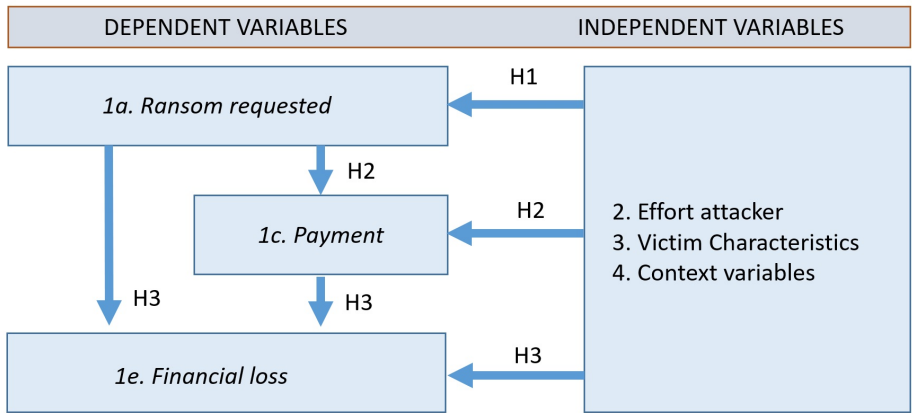 DEPENDENT VARIABLES
INDEPENDENT VARIABLES
1a. Ransom requested
H1
H2
1c. Payment
H2
2. Effort attacker
3. Victim Characteristics
4. Context variables
H3
H3
1e. Financial loss
H3